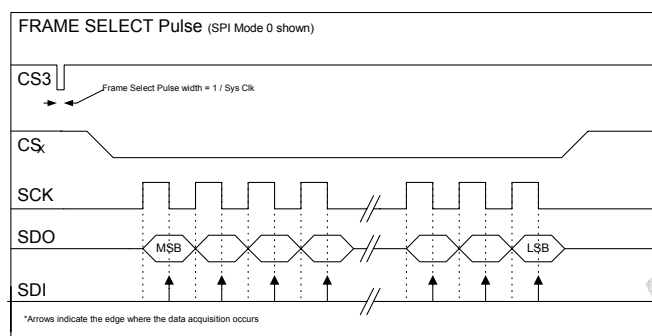 FRAME SELECT Pulse (SPI Mode 0 shown)
CS3
Frame Select Pulse width = 1 / Sys Clk
CSx
SCK
SDO
MSB
LSB
SDI
*Arrows indicate the edge where the data acquisition occurs